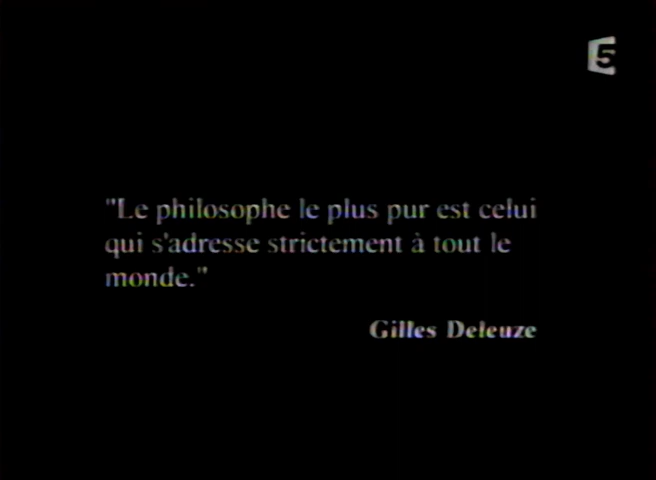 5
"Le philosophe le plus pur est celui
qui s'adresse strictement à tout le
monde."
Gilles Deleuze